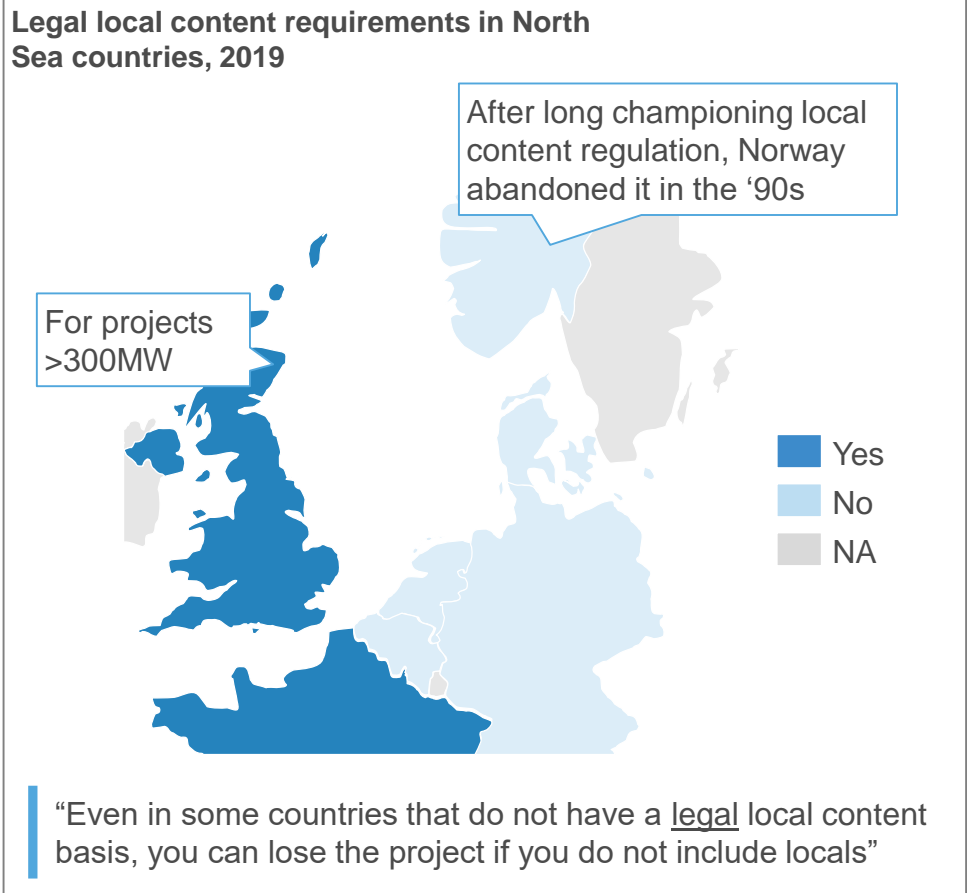 Legal local content requirements in North
Sea countries, 2019
After long championing local
content regulation, Norway
abandoned it in the ‘90s
For projects
>300MW
Yes
No
NA
“Even in some countries that do not have a legal local content
basis, you can lose the project if you do not include locals”